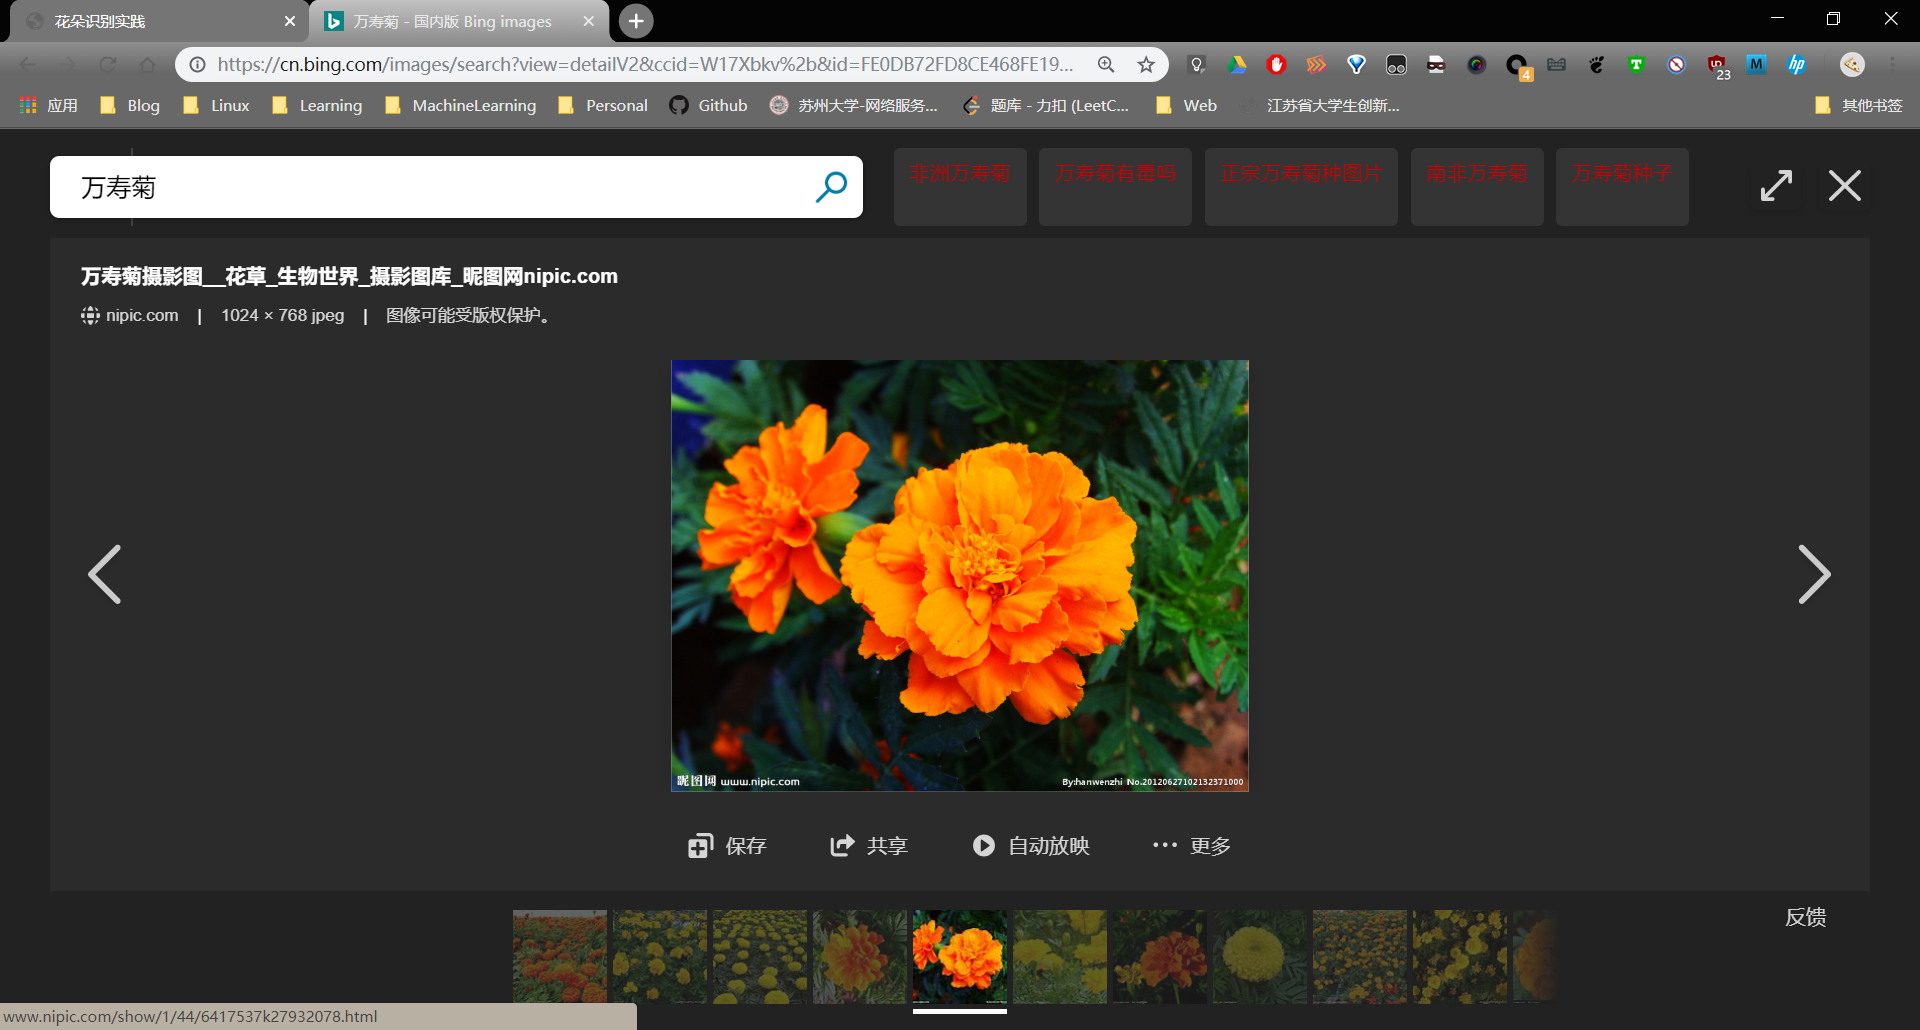 花朵识别实践
万寿菊 - 国内版 Bing images
https://cn.bing.com/images/search?view=detailV2&ccid=W17Xbkv%2b&id=FE0DB72FD8CE468FE19...
4
23
应用
Blog
Linux
Learning
MachineLearning
Personal
Github
苏州大学-网络服务...
题库 - 力扣 (LeetC...
Web
江苏省大学生创新...
其他书签
万寿菊
非洲万寿菊
万寿菊有毒吗
正宗万寿菊种图片
南非万寿菊
万寿菊种子
万寿菊摄影图__花草_生物世界_摄影图库_昵图网nipic.com
nipic.com | 1024 × 768 jpeg | 图像可能受版权保护。
昵图网 www.nipic.com
By:hanwenzhi No.20120627102132371000
保存
共享
自动放映
更多
反馈
www.nipic.com/show/1/44/6417537k27932078.html